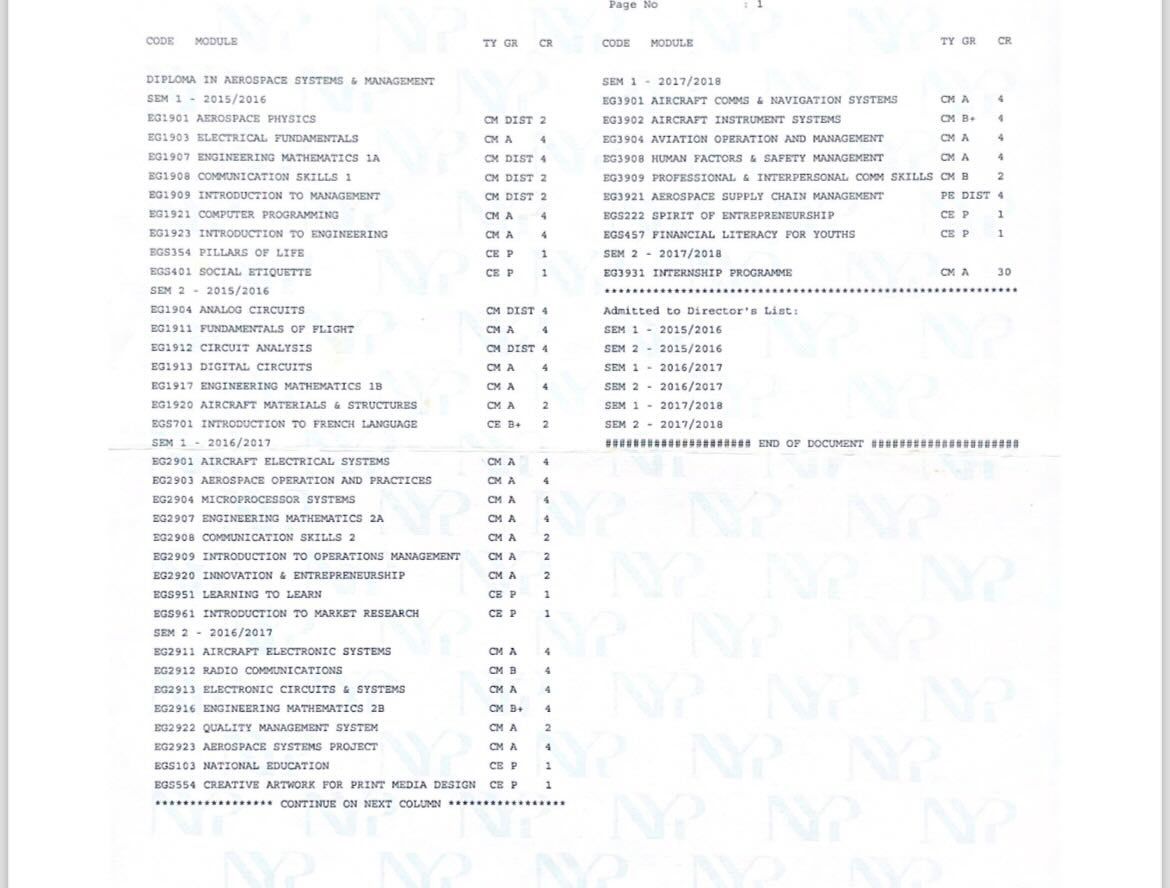 Page No : 1
CODE MODULE TY GR CR
DIPLOMA IN AEROSPACE SYSTEMS & MANAGEMENT
SEM 1 - 2015/2016
EG1901 AEROSPACE PHYSICS CM DIST 2
EG1903 ELECTRICAL FUNDAMENTALS CM A 4
EG1907 ENGINEERING MATHEMATICS 1A CM DIST 4
EG1908 COMMUNICATION SKILLS 1 CM DIST 2
EG1909 INTRODUCTION TO MANAGEMENT CM DIST 2
EG1921 COMPUTER PROGRAMMING CM A 4
EG1923 INTRODUCTION TO ENGINEERING CM A 4
EGS354 PILLARS OF LIFE CE P 1
EGS401 SOCIAL ETIQUETTE CE P 1
SEM 2 - 2015/2016
EG1904 ANALOG CIRCUITS CM DIST 4
EG1911 FUNDAMENTALS OF FLIGHT CM A 4
EG1912 CIRCUIT ANALYSIS CM DIST 4
EG1913 DIGITAL CIRCUITS CM A 4
EG1917 ENGINEERING MATHEMATICS 1B CM A 4
EG1920 AIRCRAFT MATERIALS & STRUCTURES CM A 2
EGS701 INTRODUCTION TO FRENCH LANGUAGE CE B+ 2
SEM 1 - 2016/2017
EG2901 AIRCRAFT ELECTRICAL SYSTEMS CM A 4
EG2903 AEROSPACE OPERATION AND PRACTICES CM A 4
EG2904 MICROPROCESSOR SYSTEMS CM A 4
EG2907 ENGINEERING MATHEMATICS 2A CM A 4
EG2908 COMMUNICATION SKILLS 2 CM A 2
EG2909 INTRODUCTION TO OPERATIONS MANAGEMENT CM A 2
EG2920 INNOVATION & ENTREPRENEURSHIP CM A 2
EGS951 LEARNING TO LEARN CE P 1
EGS961 INTRODUCTION TO MARKET RESEARCH CE P 1
SEM 2 - 2016/2017
EG2911 AIRCRAFT ELECTRONIC SYSTEMS CM A 4
EG2912 RADIO COMMUNICATIONS CM B 4
EG2913 ELECTRONIC CIRCUITS & SYSTEMS CM A 4
EG2916 ENGINEERING MATHEMATICS 2B CM B+ 4
EG2922 QUALITY MANAGEMENT SYSTEM CM A 2
EG2923 AEROSPACE SYSTEMS PROJECT CM A 4
EGS103 NATIONAL EDUCATION CE P 1
EGS554 CREATIVE ARTWORK FOR PRINT MEDIA DESIGN CE P 1
***************** CONTINUE ON NEXT COLUMN *****************
CODE MODULE TY GR CR
SEM 1 - 2017/2018
EG3901 AIRCRAFT COMMS & NAVIGATION SYSTEMS CM A 4
EG3902 AIRCRAFT INSTRUMENT SYSTEMS CM B+ 4
EG3904 AVIATION OPERATION AND MANAGEMENT CM A 4
EG3908 HUMAN FACTORS & SAFETY MANAGEMENT CM A 4
EG3909 PROFESSIONAL & INTERPERSONAL COMM SKILLS CM B 2
EG3921 AEROSPACE SUPPLY CHAIN MANAGEMENT PE DIST 4
EGS222 SPIRIT OF ENTREPRENEURSHIP CE P 1
EGS457 FINANCIAL LITERACY FOR YOUTHS CE P 1
SEM 2 - 2017/2018
EG3931 INTERNSHIP PROGRAMME CM A 30
************************************************************
Admitted to Director's List:
SEM 1 - 2015/2016
SEM 2 - 2015/2016
SEM 1 - 2016/2017
SEM 2 - 2016/2017
SEM 1 - 2017/2018
SEM 2 - 2017/2018
##################### END OF DOCUMENT #####################